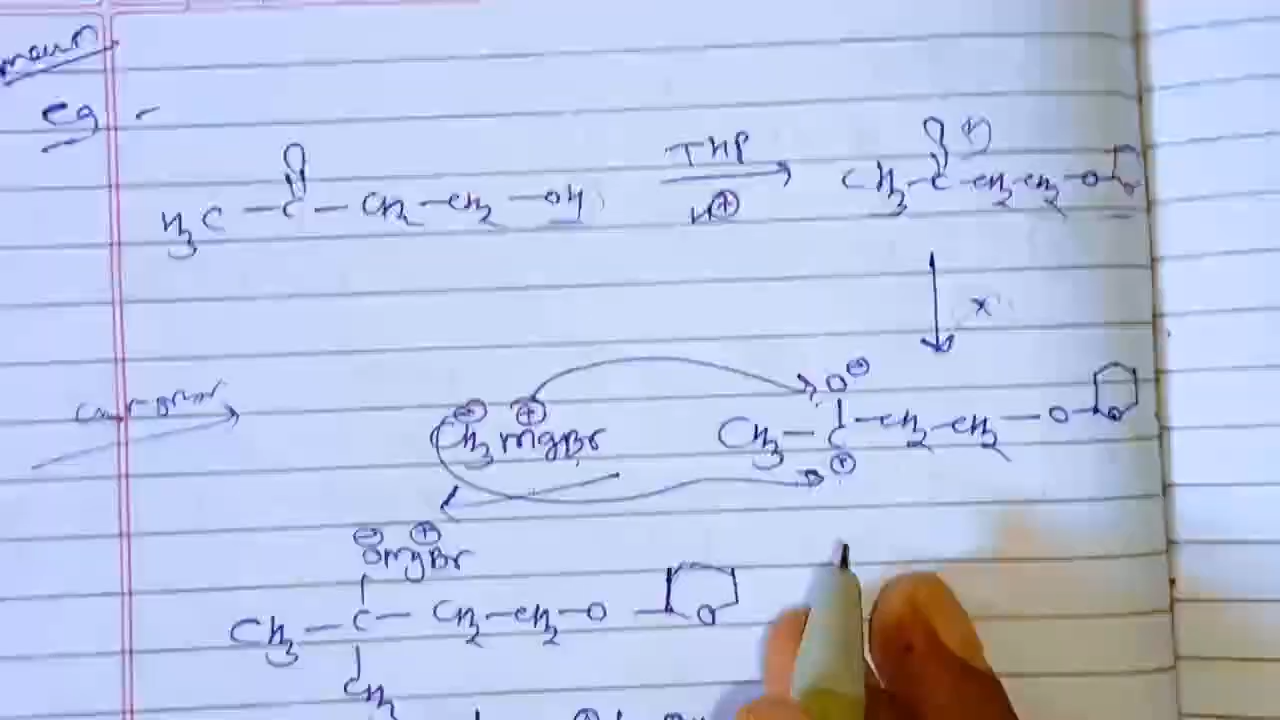 eg -
H3C - C - CH2 - CH2 - OH THP H⊕ CH3 - C - CH2 - CH2 - O
O
x
CH3MgBr CH3 - C - CH2 - CH2 - O
⊖ ⊕ O⊖ ⊕ O
⊖ ⊕
OMgBr
CH3 - C - CH2 - CH2 - O
O
CH3